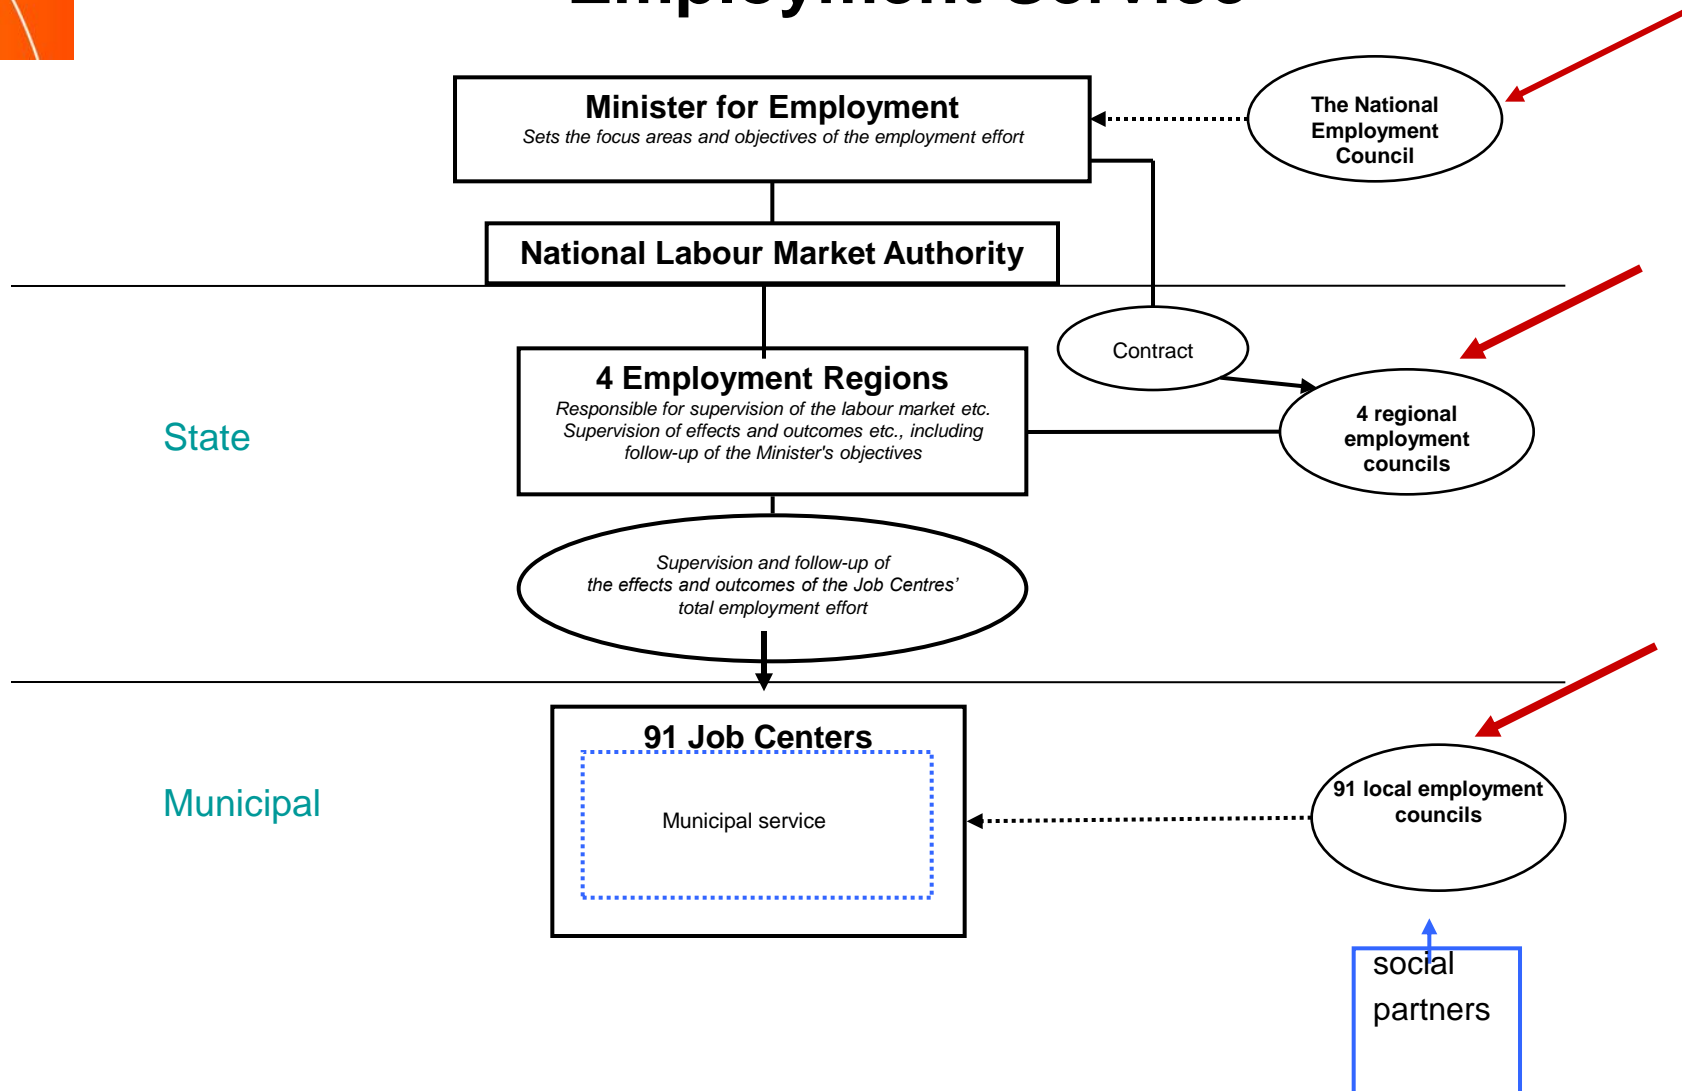 Employment Service
Minister for Employment
Sets the focus areas and objectives of the employment effort
The National
Employment
Council
National Labour Market Authority
Contract
4 Employment Regions
Responsible for supervision of the labour market etc.
Supervision of effects and outcomes etc., including
follow-up of the Minister's objectives
State
4 regional
employment
councils
Supervision and follow-up of
the effects and outcomes of the Job Centres’
total employment effort
91 Job Centers
Municipal
Municipal service
91 local employment
councils
social
partners